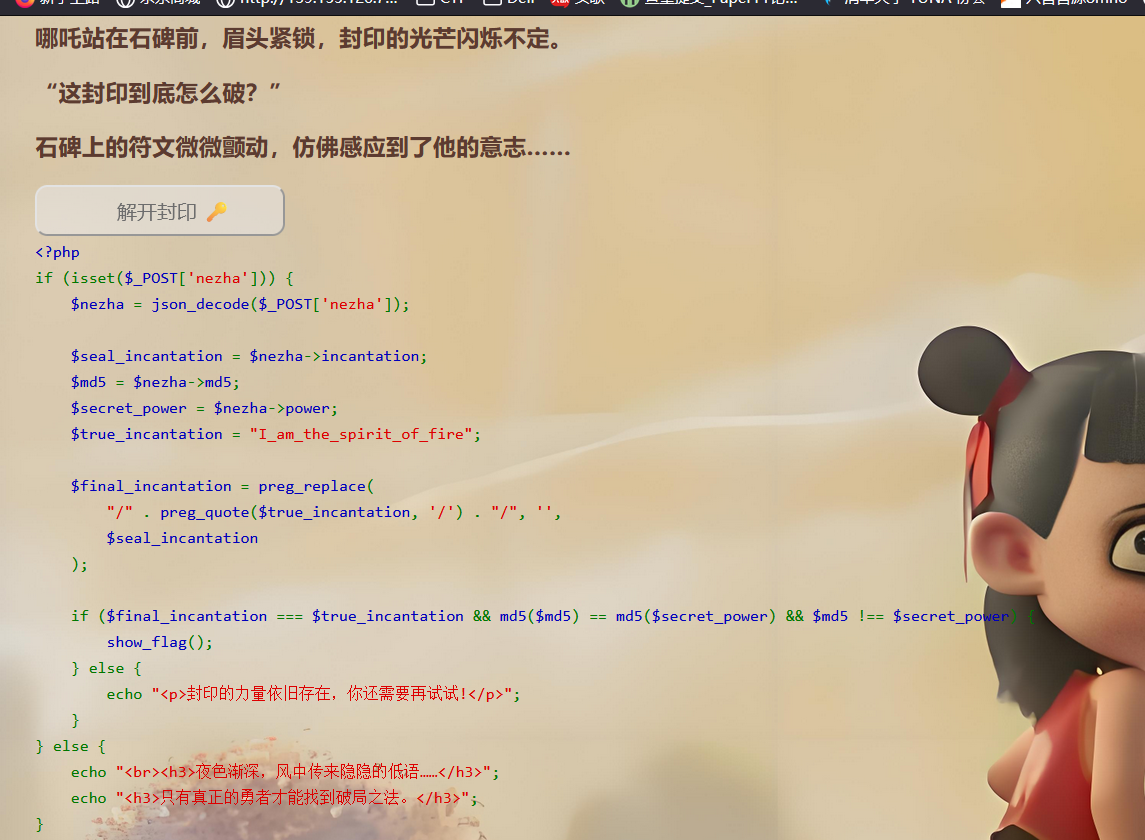 哪吒站在石碑前，眉头紧锁，封印的光芒闪烁不定。
“这封印到底怎么破？”
石碑上的符文微微颤动，仿佛感应到了他的意志……
解开封印 🔑
<?php
if (isset($_POST['nezha'])) {
    $nezha = json_decode($_POST['nezha']);
    $seal_incantation = $nezha->incantation;
    $md5 = $nezha->md5;
    $secret_power = $nezha->power;
    $true_incantation = "I_am_the_spirit_of_fire";
    $final_incantation = preg_replace(
        "/" . preg_quote($true_incantation, '/') . "/", '',
        $seal_incantation
    );
    if ($final_incantation === $true_incantation && md5($md5) == md5($secret_power) && $md5 !== $secret_power) {
        show_flag();
    } else {
        echo "<p>封印的力量依旧存在，你还需要再试试!</p>";
    }
} else {
    echo "<br><h3>夜色渐深，风中传来隐隐的低语……</h3>";
    echo "<h3>只有真正的勇者才能找到破局之法。</h3>";
}